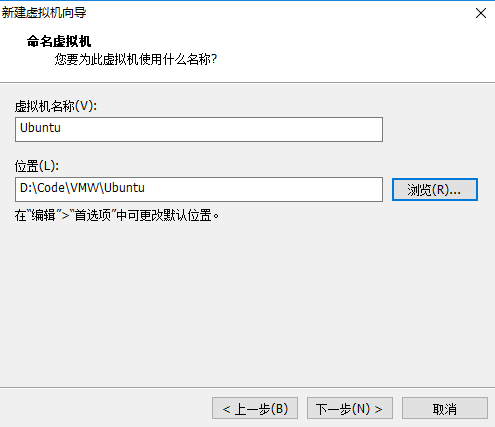 新建虚拟机向导
命名虚拟机
您要为此虚拟机使用什么名称?
虚拟机名称(V):
Ubuntu
位置(L):
D:\Code\VMW\Ubuntu
浏览(R)...
在"编辑">"首选项"中可更改默认位置。
< 上一步(B)
下一步(N) >
取消